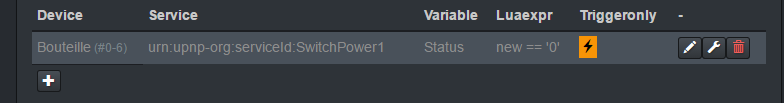 Device Service Variable Luaexpr Triggeronly -
Bouteille (#0-6) urn:upnp-org:serviceId:SwitchPower1 Status new == '0'